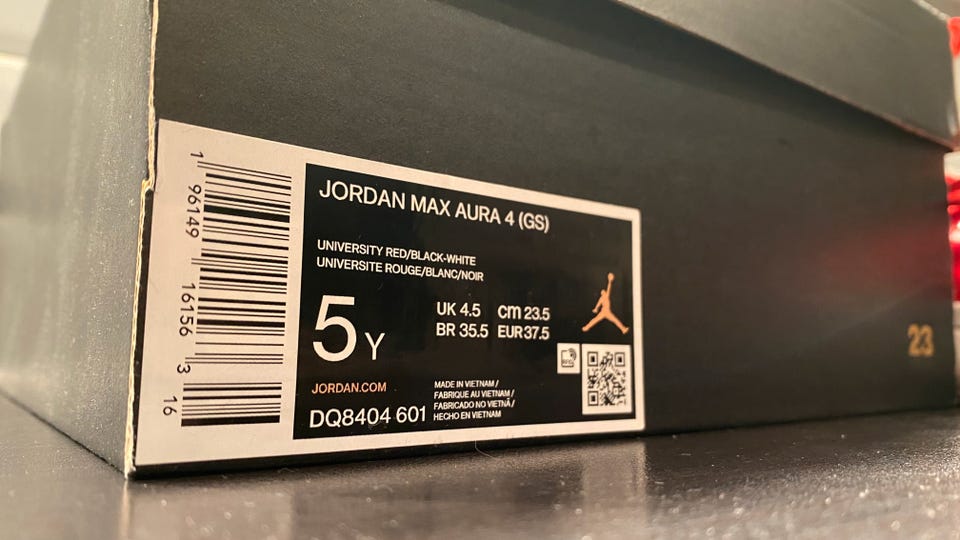 1 96149 16156 3 16
JORDAN MAX AURA 4 (GS)
UNIVERSITY RED/BLACK-WHITE
UNIVERSITE ROUGE/BLANC/NOIR
5 Y
UK 4.5 cm 23.5
BR 35.5 EUR 37.5
JORDAN.COM
DQ8404 601
MADE IN VIETNAM /
FABRIQUE AU VIETNAM /
FABRICADO NO VIETNÃ /
HECHO EN VIETNAM
23